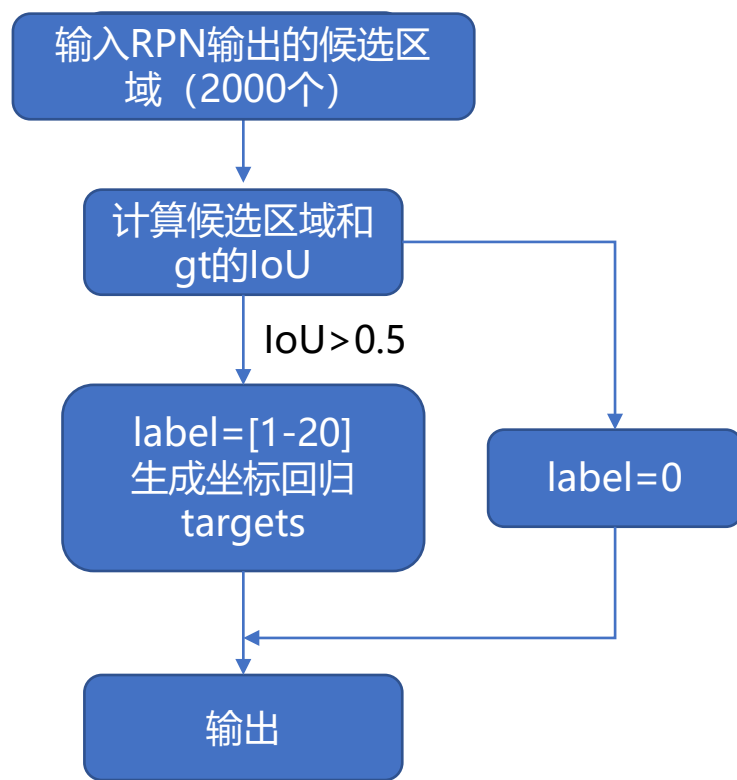 输入RPN输出的候选区
域（2000个）
计算候选区域和
gt的IoU
IoU>0.5
label=[1-20]
生成坐标回归
targets
label=0
输出